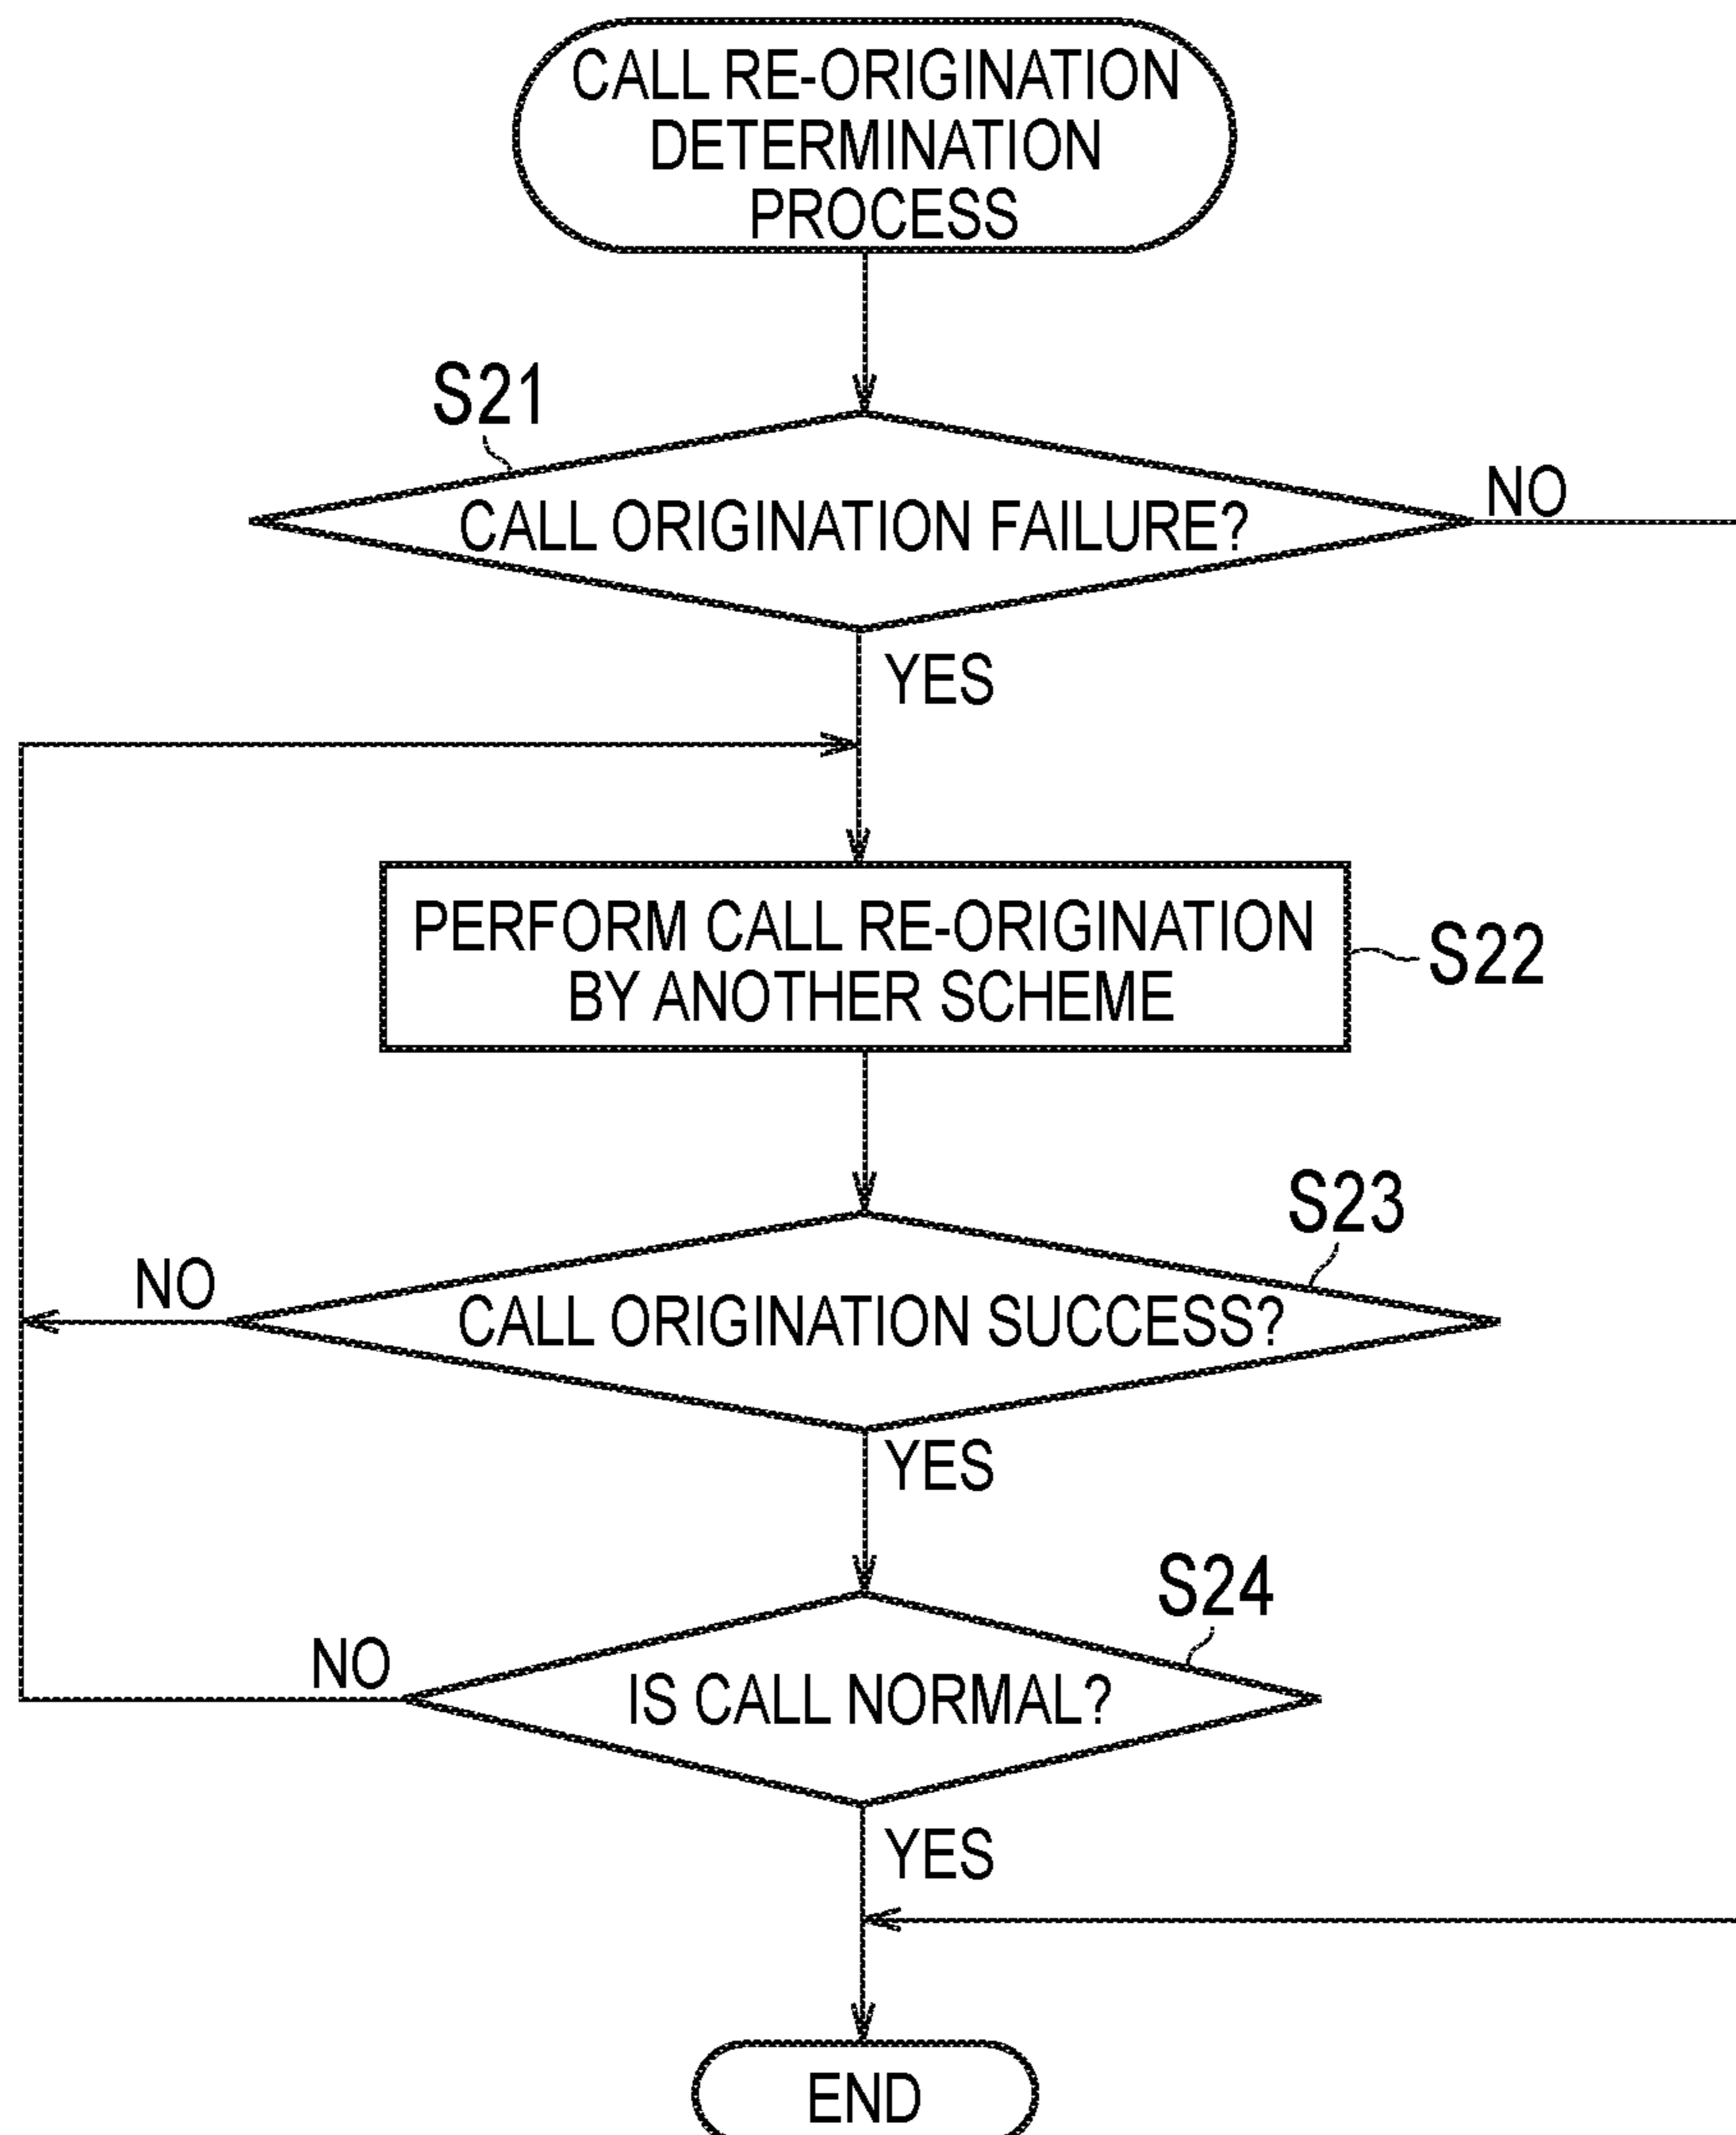 CALL RE-ORIGINATION
DETERMINATION
PROCESS
S21
CALL ORIGINATION FAILURE?
NO
YES
PERFORM CALL RE-ORIGINATION
BY ANOTHER SCHEME
S22
S23
NO
CALL ORIGINATION SUCCESS?
YES
S24
NO
IS CALL NORMAL?
YES
END